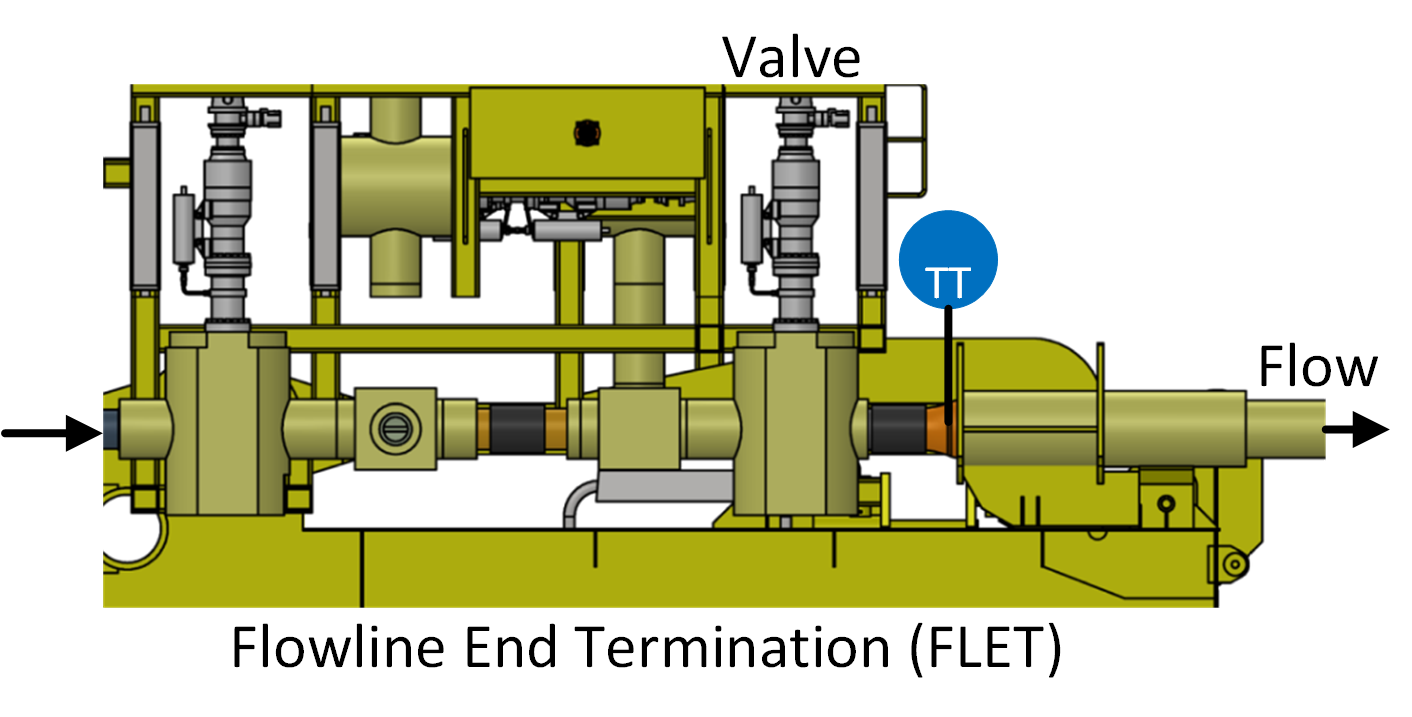 Valve
TT
Flow
Flowline End Termination (FLET)